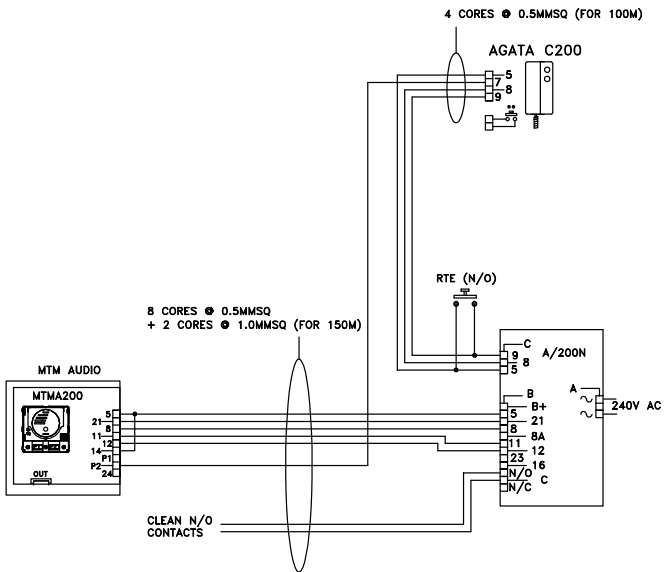 4 CORES @ 0.5MMSQ (FOR 100M)
AGATA C200
5
7
8
9
RTE (N/O)
8 CORES @ 0.5MMSQ
+ 2 CORES @ 1.0MMSQ (FOR 150M)
C
9
8
5
A/200N
A
240V AC
MTM AUDIO
MTMA200
5
21
8
11
12
14
P1
P2
24
OUT
B
B+
5
21
8
8A
11
12
23
16
N/O
C
N/C
CLEAN N/O
CONTACTS